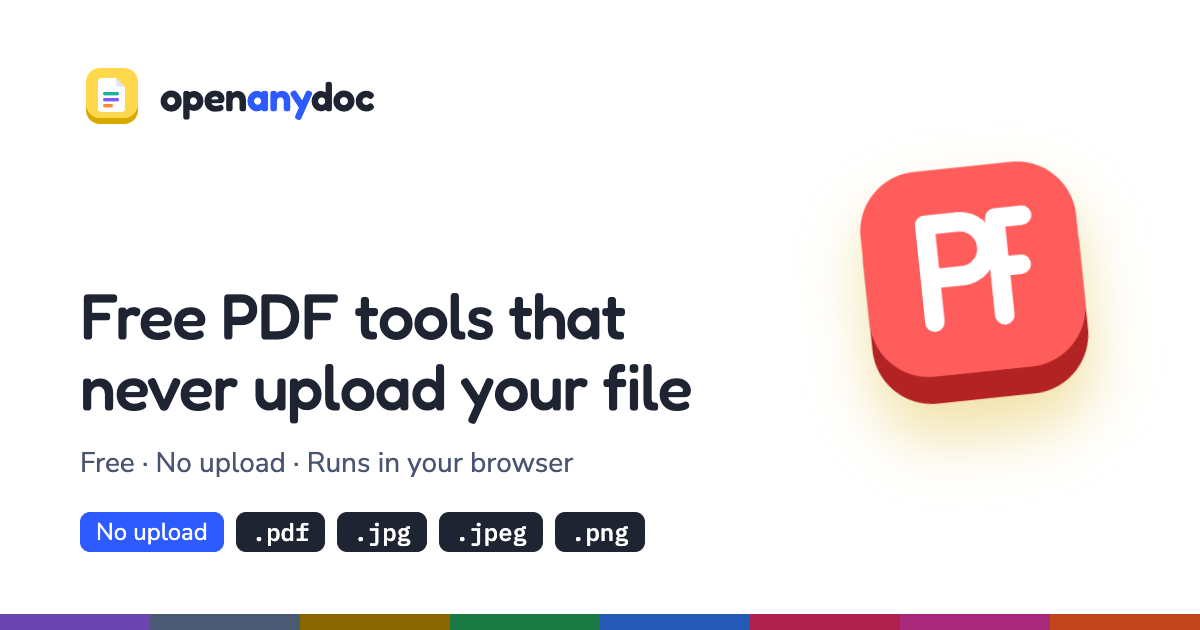 openanydoc
PF
Free PDF tools that
never upload your file
Free · No upload · Runs in your browser
No upload .pdf .jpg .jpeg .png